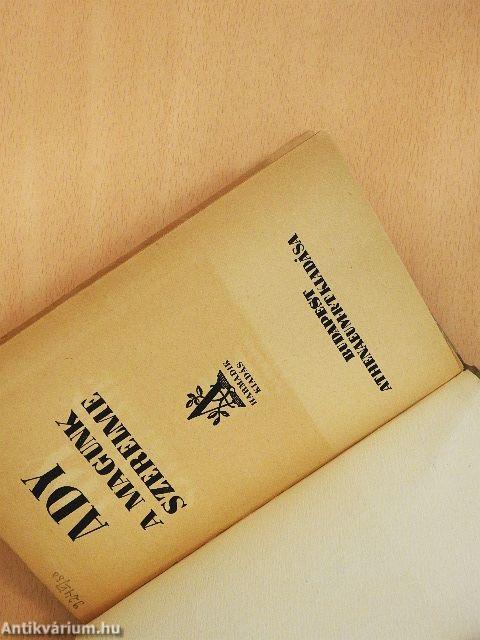 ADY
A MAGUNK
SZERELME
HARMADIK
KIADÁS
BUDAPEST
ATHENAEUM R.T. KIADÁSA
Antikvárium.hu